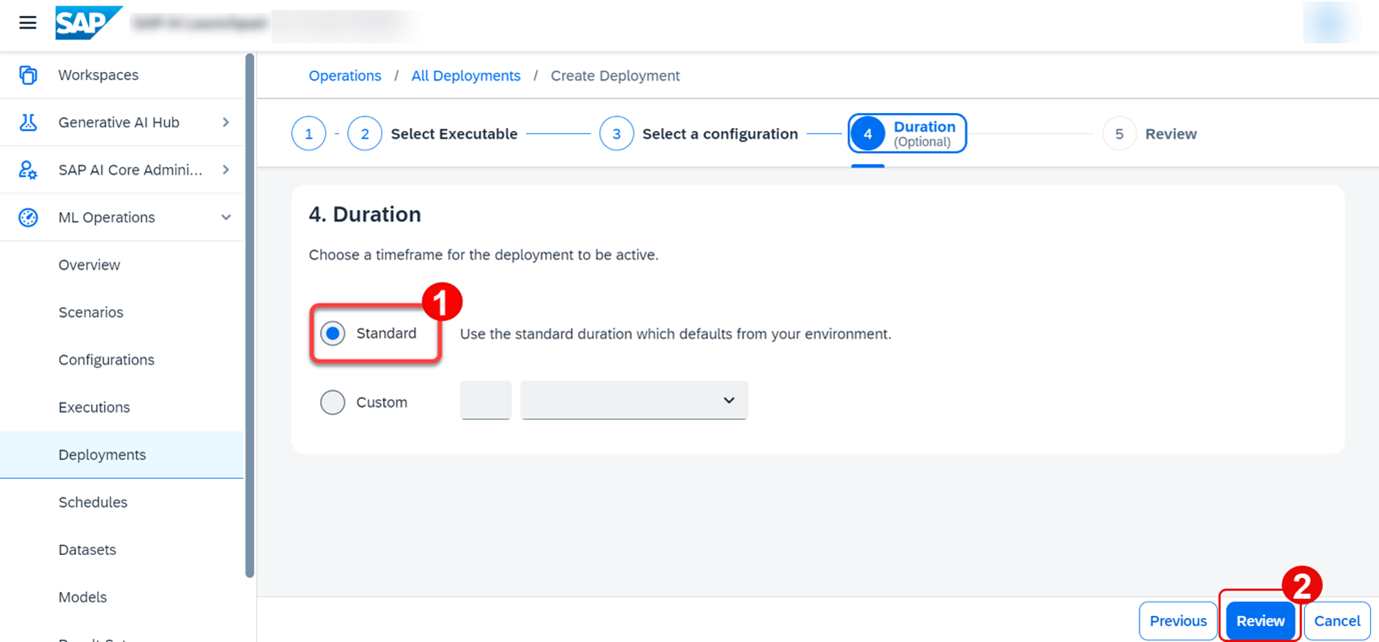 SAP
Workspaces
Generative AI Hub
SAP AI Core Admini...
ML Operations
Overview
Scenarios
Configurations
Executions
Deployments
Schedules
Datasets
Models
Operations / All Deployments / Create Deployment
1 - 2 Select Executable 3 Select a configuration 4 Duration (Optional) 5 Review
4. Duration
Choose a timeframe for the deployment to be active.
1
Standard Use the standard duration which defaults from your environment.
Custom
2
Previous Review Cancel